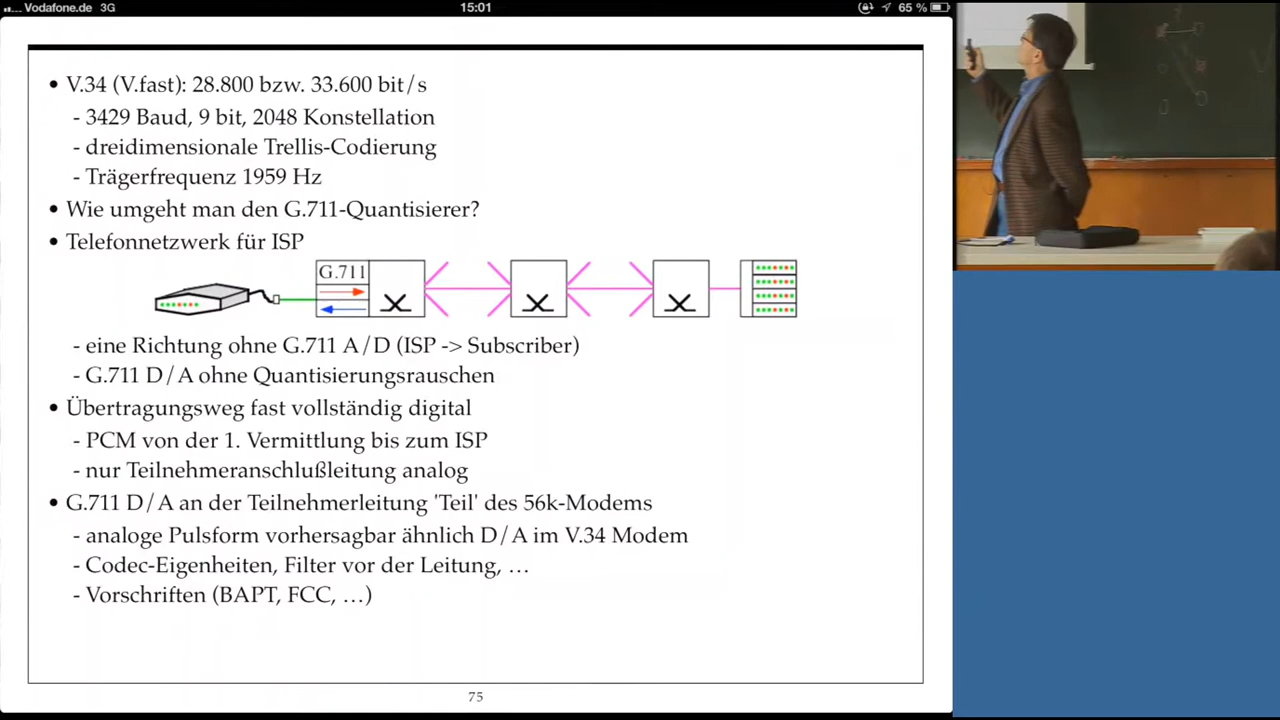 Vodafone.de 3G 15:01 65 %
• V.34 (V.fast): 28.800 bzw. 33.600 bit/s
- 3429 Baud, 9 bit, 2048 Konstellation
- dreidimensionale Trellis-Codierung
- Trägerfrequenz 1959 Hz
• Wie umgeht man den G.711-Quantisierer?
• Telefonnetzwerk für ISP
G.711
- eine Richtung ohne G.711 A/D (ISP -> Subscriber)
- G.711 D/A ohne Quantisierungsrauschen
• Übertragungsweg fast vollständig digital
- PCM von der 1. Vermittlung bis zum ISP
- nur Teilnehmeranschlußleitung analog
• G.711 D/A an der Teilnehmerleitung 'Teil' des 56k-Modems
- analoge Pulsform vorhersagbar ähnlich D/A im V.34 Modem
- Codec-Eigenheiten, Filter vor der Leitung, …
- Vorschriften (BAPT, FCC, …)
75